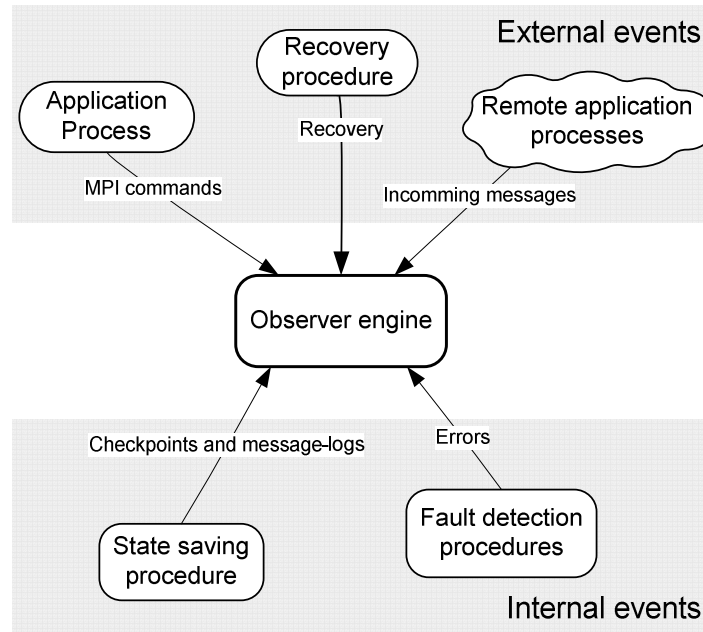 External events
Recovery
procedure
Application
Process
Remote application
processes
Recovery
MPI commands
Incomming messages
Observer engine
Checkpoints and message-logs
Errors
State saving
procedure
Fault detection
procedures
Internal events